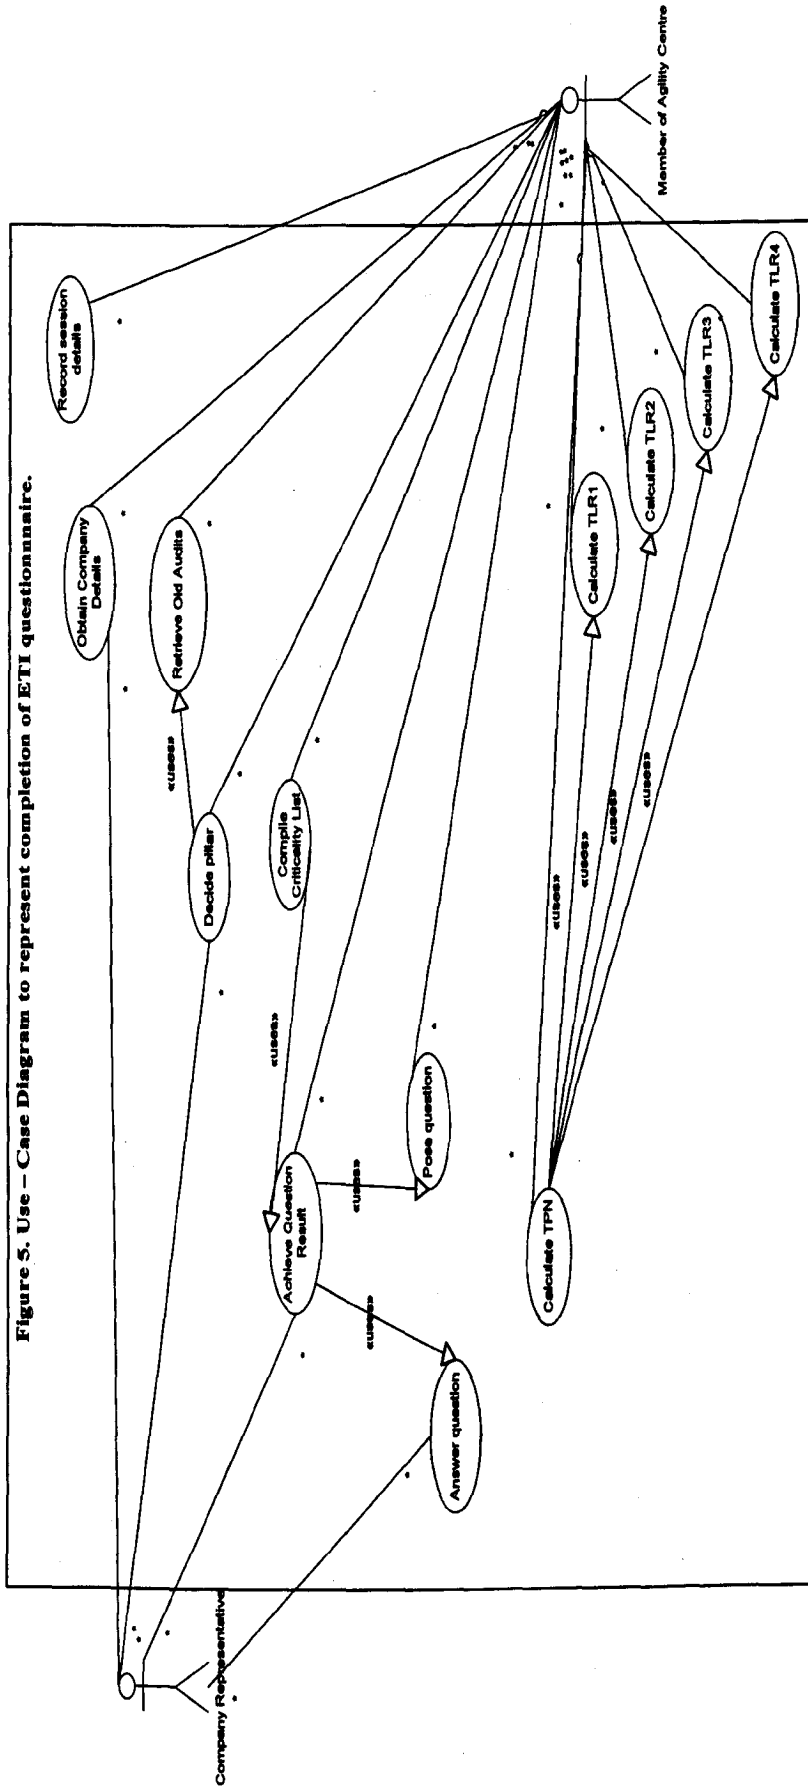 Figure 5. Use – Case Diagram to represent completion of ETI questionnnaire.
Record session
details
Obtain Company
Details
Retrieve Old Audits
«uses»
Decide pillar
Compile
Criticality List
«uses»
Achieve Question
Result
«uses»
Pose question
«uses»
Answer question
Company Representative
Member of Agility Centre
Calculate TPN
«uses»
«uses»
«uses»
«uses»
Calculate TLR1
Calculate TLR2
Calculate TLR3
Calculate TLR4